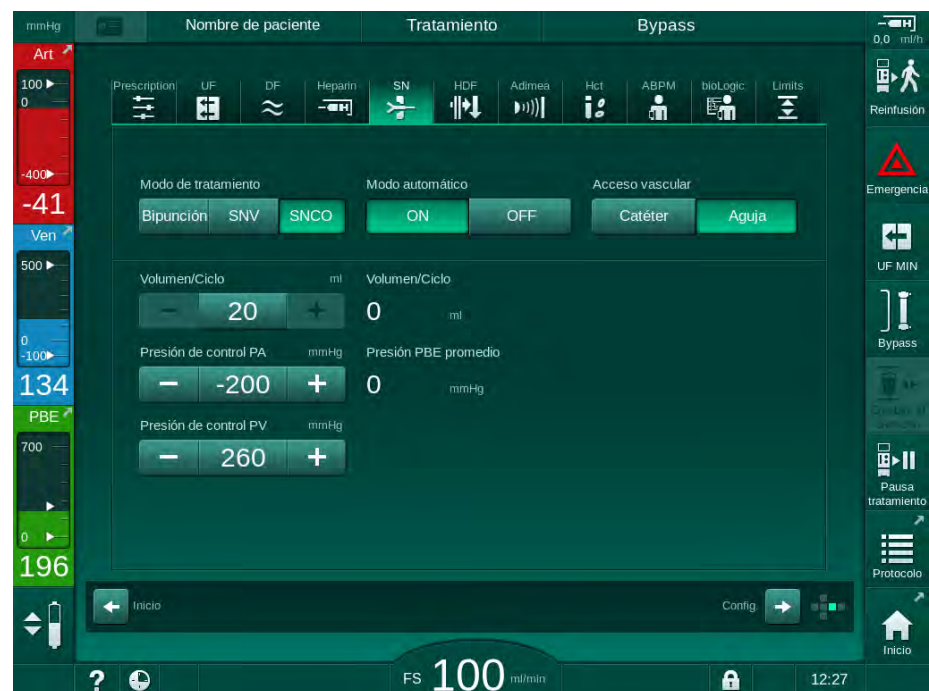 mmHg
Nombre de paciente
Tratamiento
Bypass
0,0 ml/h
Art
100
0
-400
-41
Ven
500
0
-100
134
PBE
700
0
196
Prescription
UF
DF
Heparin
SN
HDF
Adimea
Hct
ABPM
bioLogic
Limits
Modo de tratamiento
Bipunción SNV SNCO
Modo automático
ON OFF
Acceso vascular
Catéter Aguja
Volumen/Ciclo ml
− 20 +
Volumen/Ciclo
0 ml
Presión de control PA mmHg
− -200 +
Presión PBE promedio
0 mmHg
Presión de control PV mmHg
− 260 +
Inicio
Config.
Reinfusión
Emergencia
UF MIN
Bypass
Pausa
tratamiento
Protocolo
Inicio
?
FS 100 ml/min
12:27